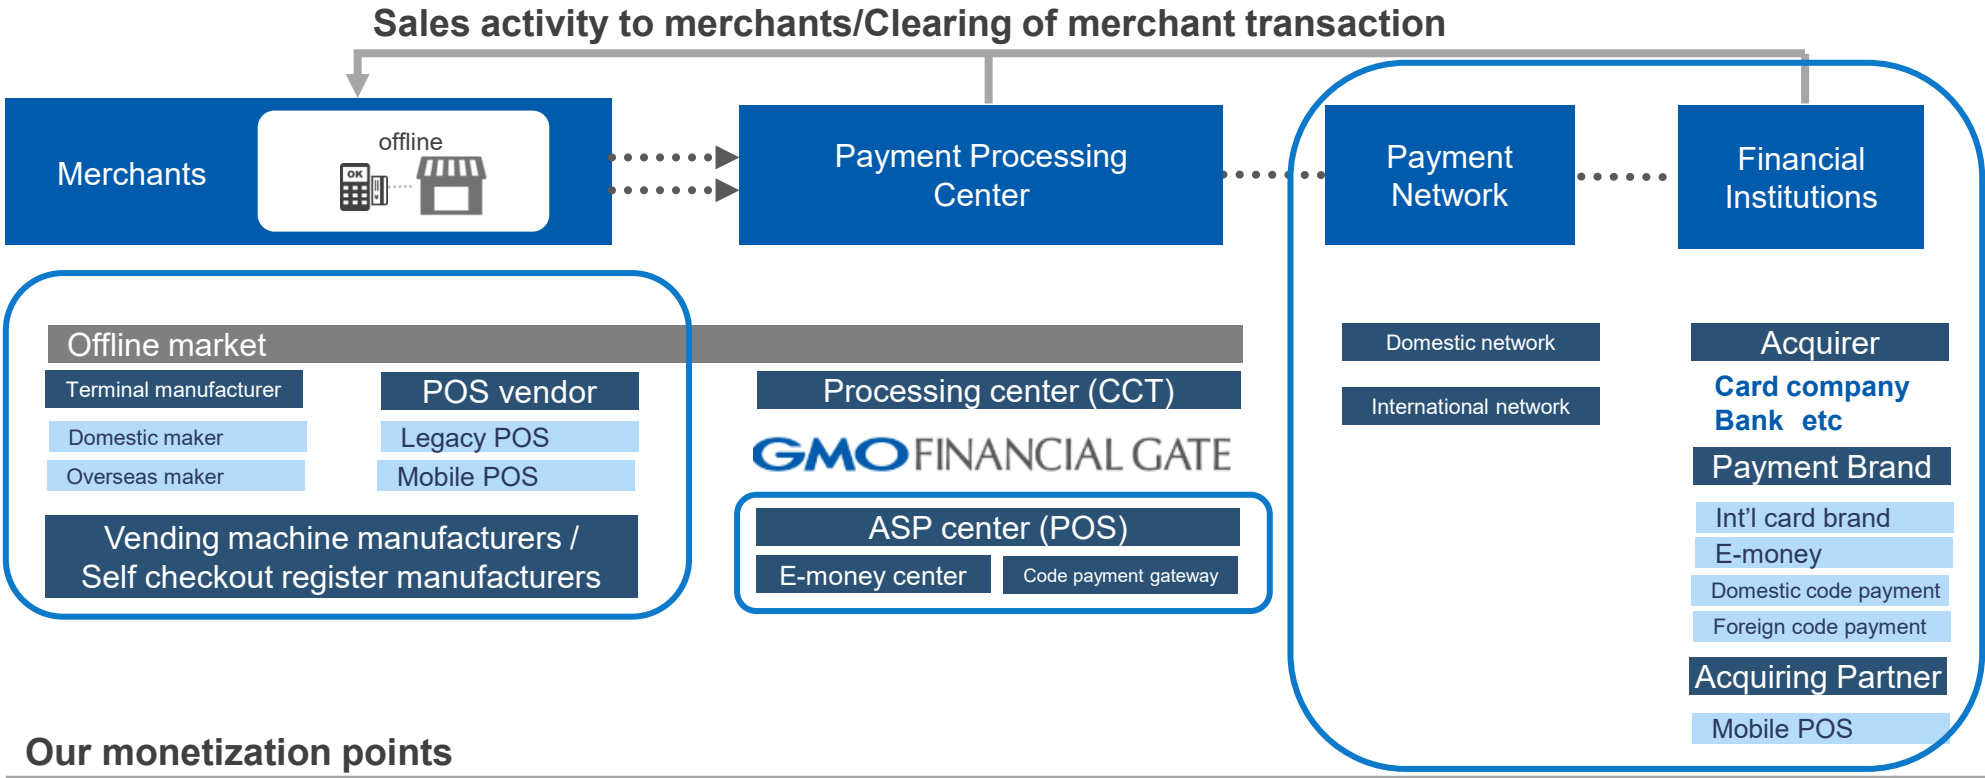 Sales activity to merchants/Clearing of merchant transaction
Merchants
offline
OK
Payment Processing
Center
Payment
Network
Financial
Institutions
Offline market
Terminal manufacturer
Domestic maker
Overseas maker
POS vendor
Legacy POS
Mobile POS
Vending machine manufacturers /
Self checkout register manufacturers
Processing center (CCT)
GMO FINANCIAL GATE
ASP center (POS)
E-money center
Code payment gateway
Domestic network
International network
Acquirer
Card company
Bank etc
Payment Brand
Int'l card brand
E-money
Domestic code payment
Foreign code payment
Acquiring Partner
Mobile POS
Our monetization points